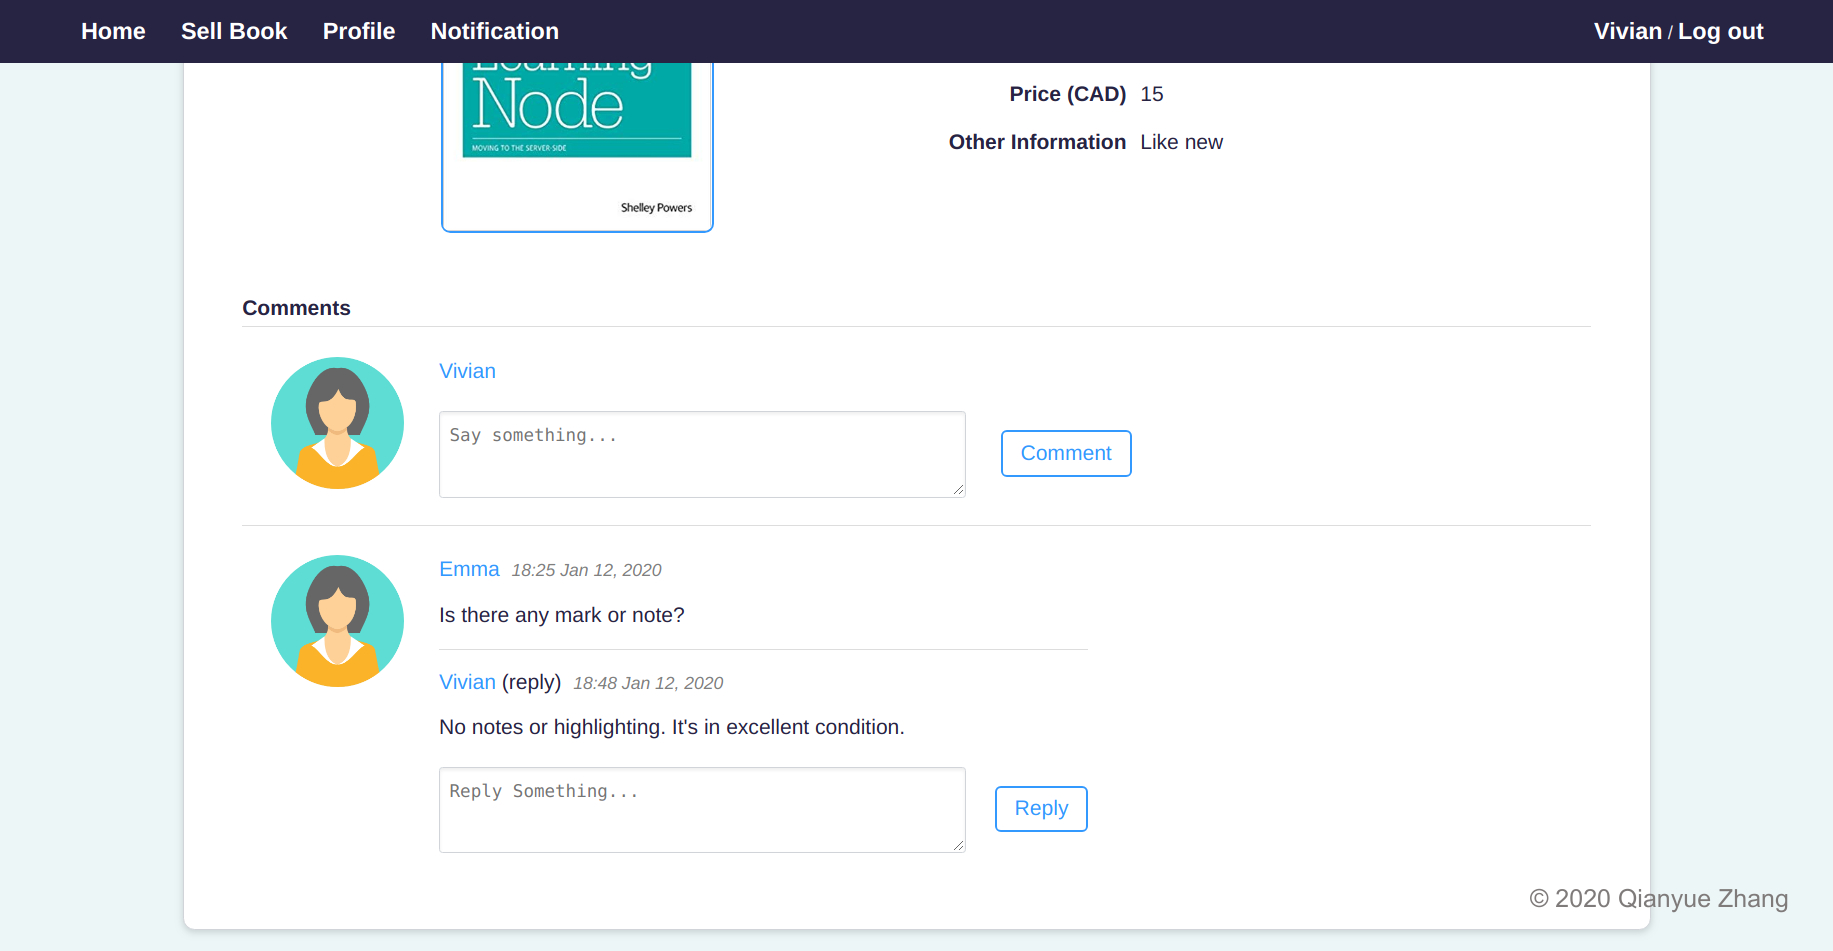 Home Sell Book Profile Notification Vivian / Log out
Learning
Node
MOVING TO THE SERVER-SIDE
Shelley Powers
Price (CAD) 15
Other Information Like new
Comments
Vivian
Say something...
Comment
Emma 18:25 Jan 12, 2020
Is there any mark or note?
Vivian (reply) 18:48 Jan 12, 2020
No notes or highlighting. It's in excellent condition.
Reply Something...
Reply
© 2020 Qianyue Zhang